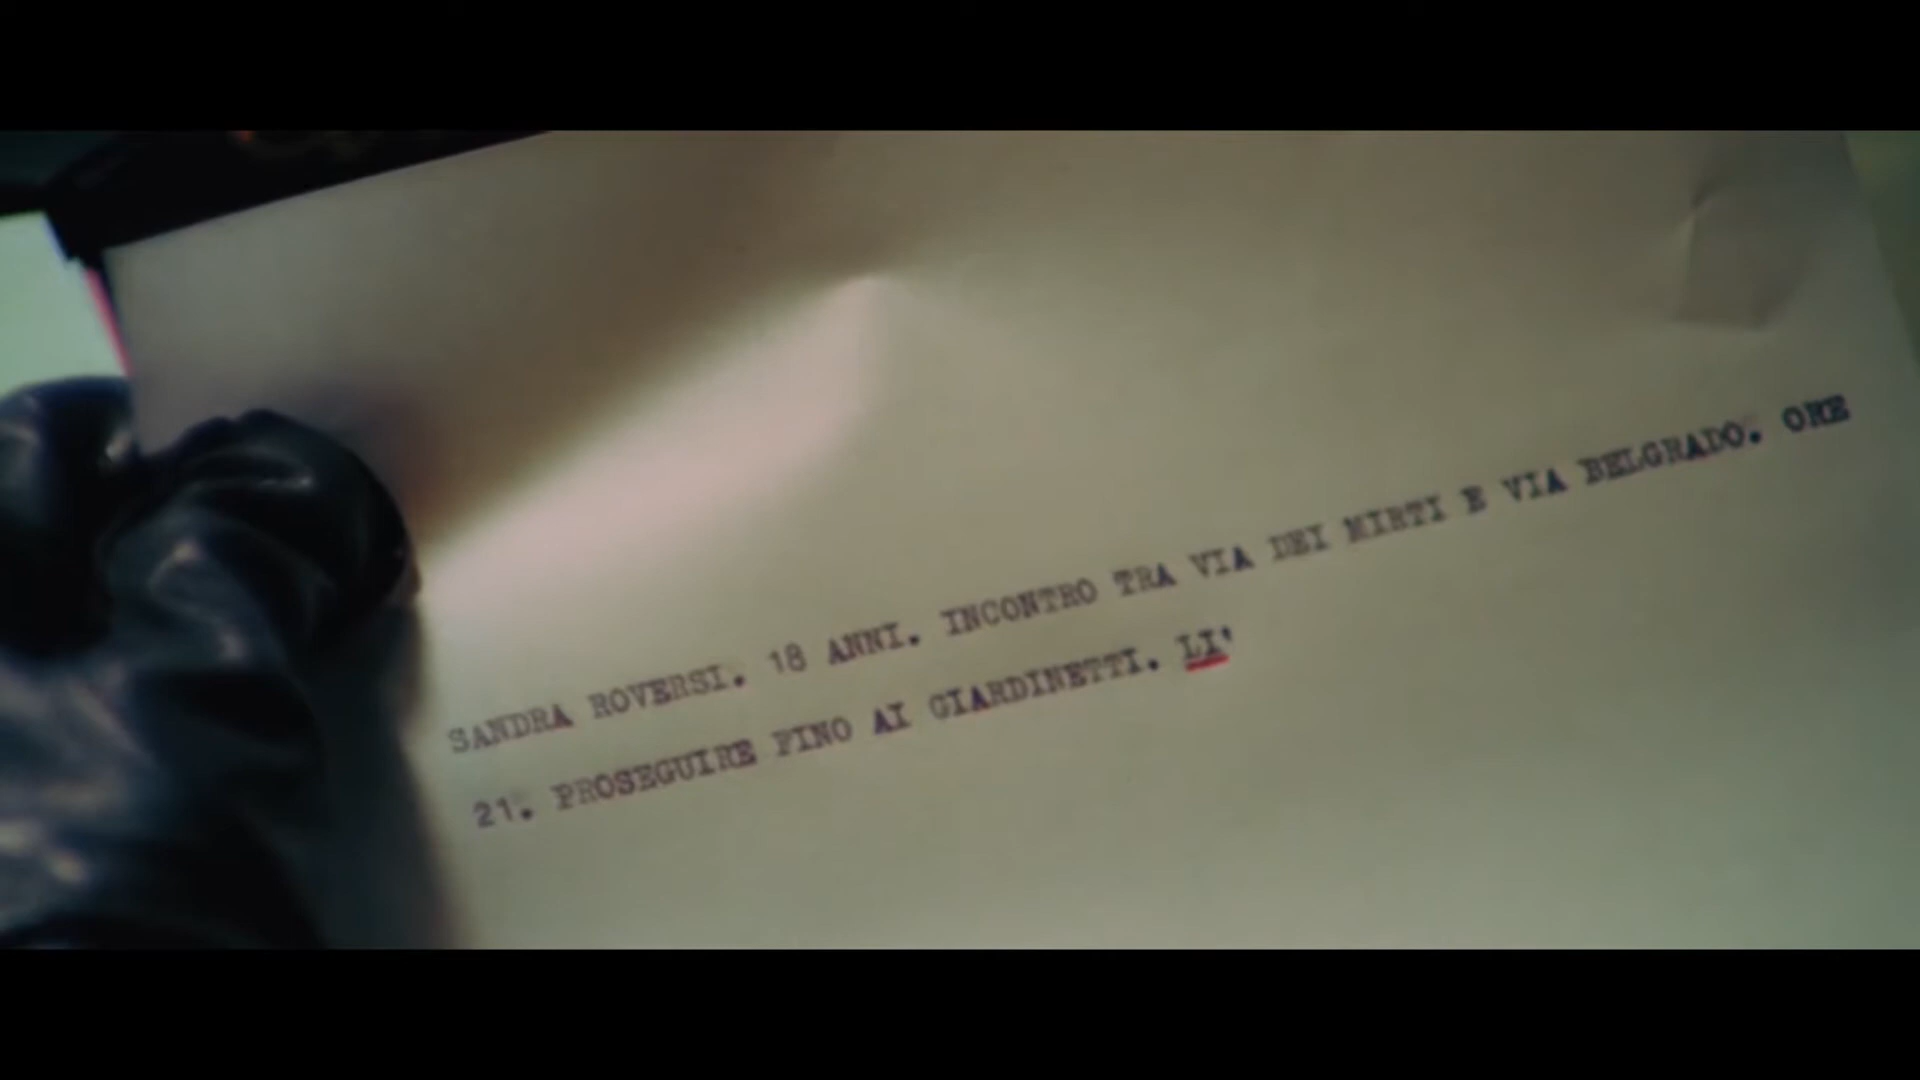 SANDRA ROVERSI. 18 ANNI. INCONTRO TRA VIA DEI MIRTI E VIA BELGRADO. ORE
21. PROSEGUIRE FINO AI GIARDINETTI. LI'